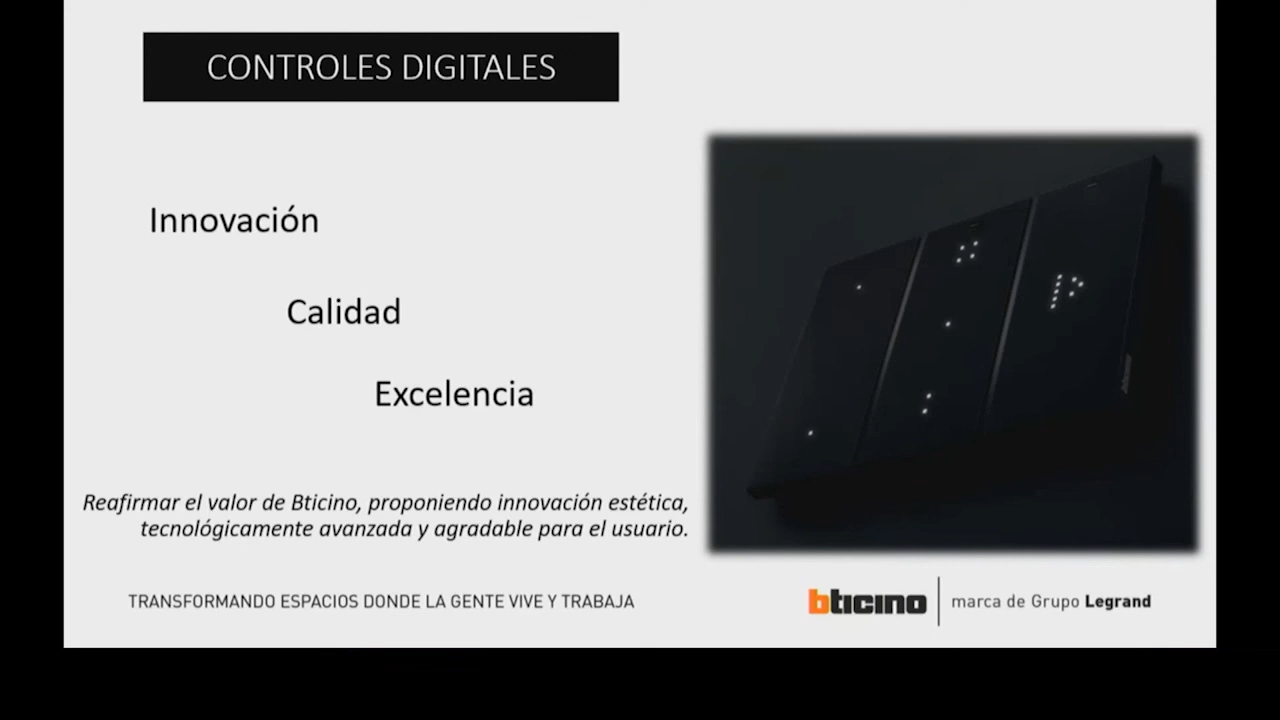 CONTROLES DIGITALES
Innovación
Calidad
Excelencia
Reafirmar el valor de Bticino, proponiendo innovación estética,
tecnológicamente avanzada y agradable para el usuario.
TRANSFORMANDO ESPACIOS DONDE LA GENTE VIVE Y TRABAJA
bticino
marca de Grupo Legrand